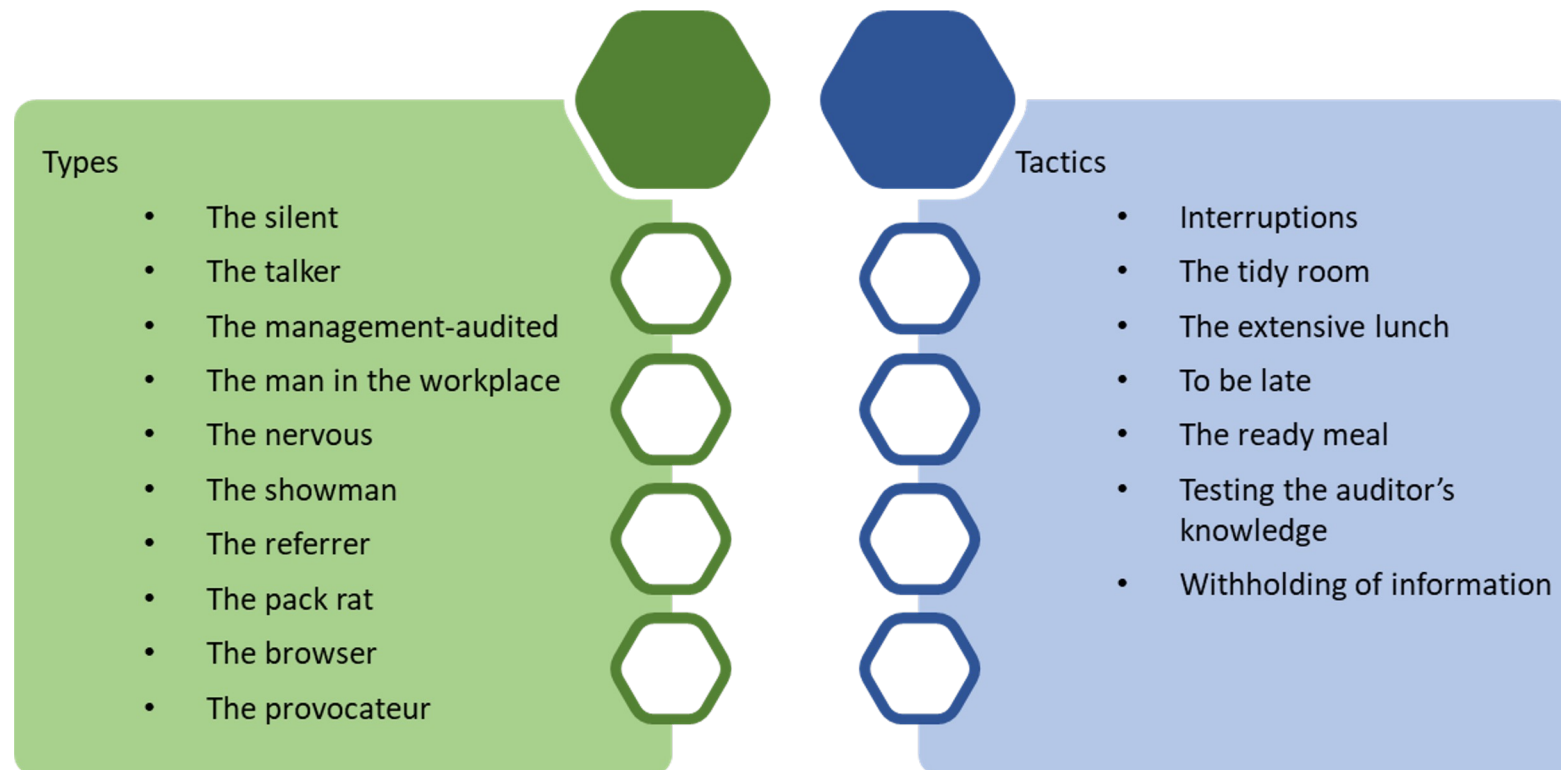 Types
• The silent
• The talker
• The management-audited
• The man in the workplace
• The nervous
• The showman
• The referrer
• The pack rat
• The browser
• The provocateur
Tactics
• Interruptions
• The tidy room
• The extensive lunch
• To be late
• The ready meal
• Testing the auditor’s
knowledge
• Withholding of information